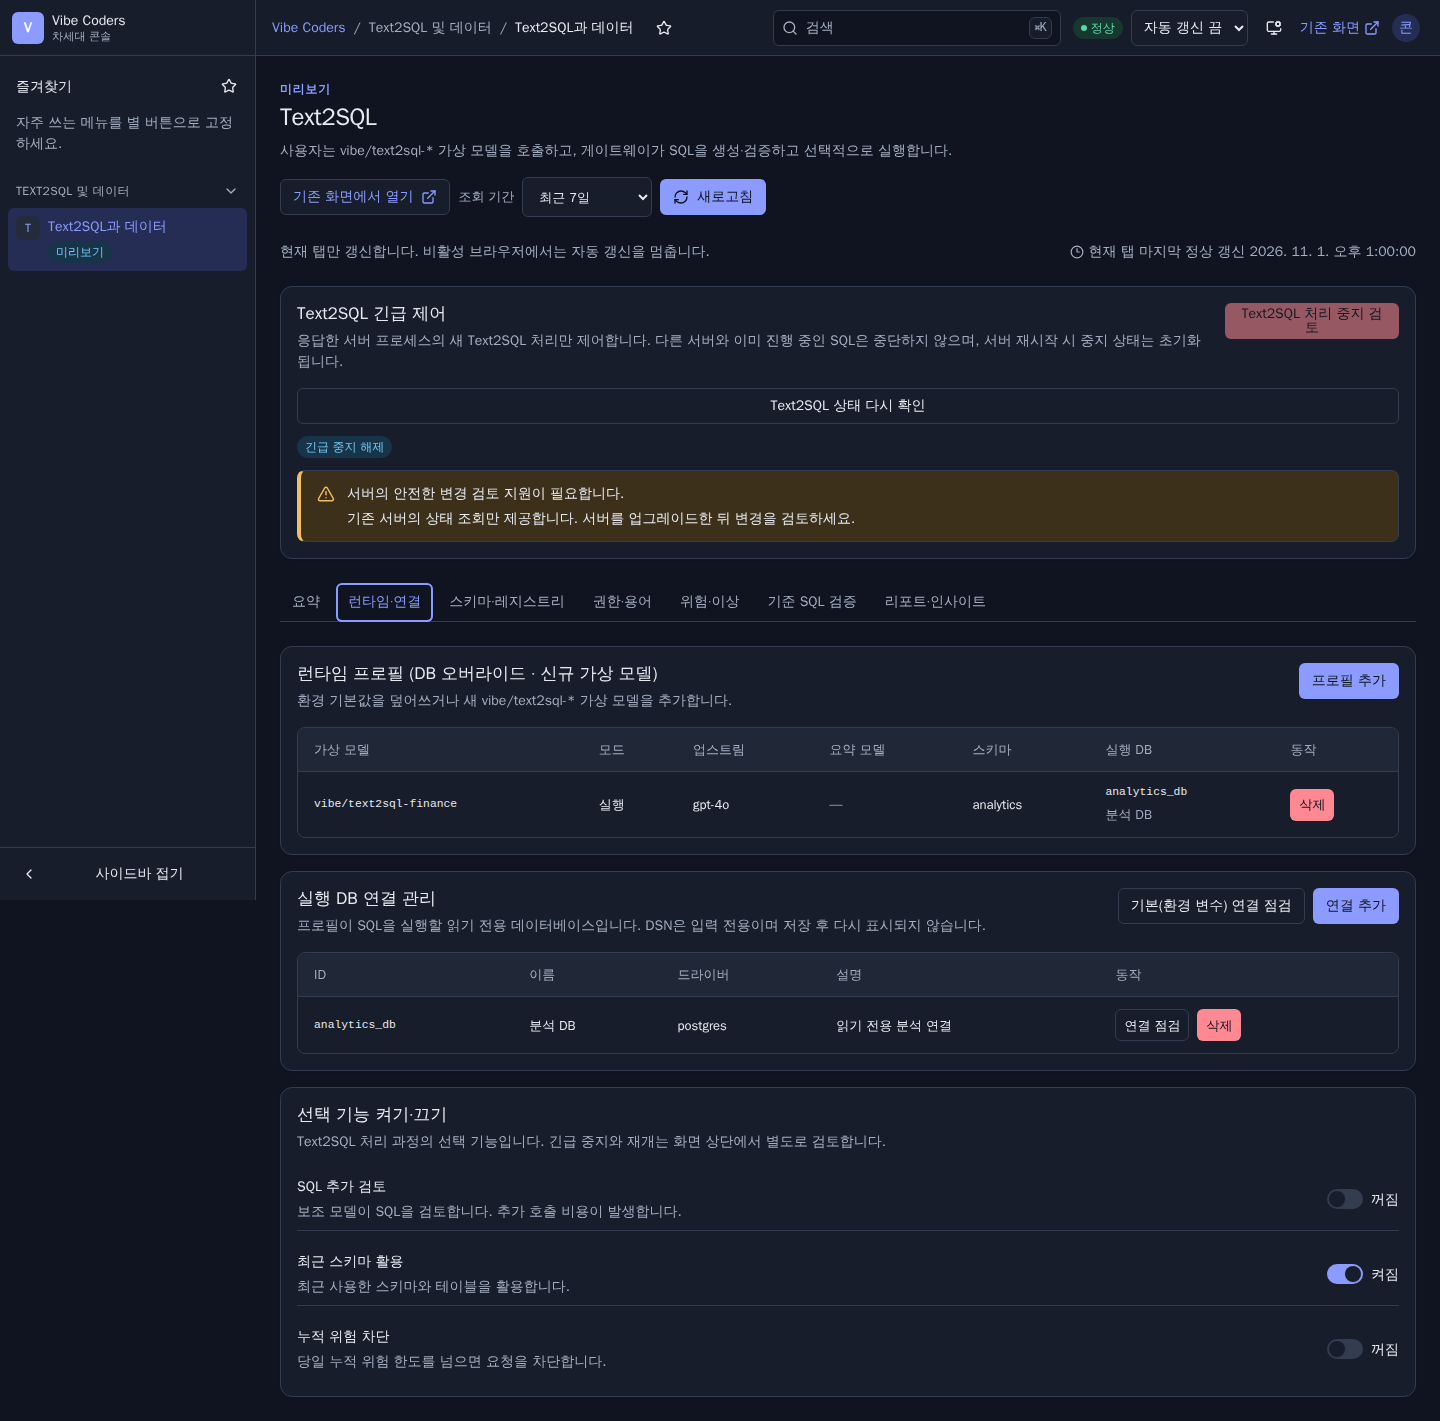 V
Vibe Coders
차세대 콘솔
Vibe Coders / Text2SQL 및 데이터 / Text2SQL과 데이터
검색
⌘K
정상
자동 갱신 끔
기존 화면
콘
즐겨찾기
자주 쓰는 메뉴를 별 버튼으로 고정
하세요.
TEXT2SQL 및 데이터
T
Text2SQL과 데이터
미리보기
사이드바 접기
미리보기
Text2SQL
사용자는 vibe/text2sql-* 가상 모델을 호출하고, 게이트웨이가 SQL을 생성·검증하고 선택적으로 실행합니다.
기존 화면에서 열기
조회 기간
최근 7일
새로고침
현재 탭만 갱신합니다. 비활성 브라우저에서는 자동 갱신을 멈춥니다.
현재 탭 마지막 정상 갱신 2026. 11. 1. 오후 1:00:00
Text2SQL 긴급 제어
응답한 서버 프로세스의 새 Text2SQL 처리만 제어합니다. 다른 서버와 이미 진행 중인 SQL은 중단하지 않으며, 서버 재시작 시 중지 상태는 초기화
됩니다.
Text2SQL 처리 중지 검
토
Text2SQL 상태 다시 확인
긴급 중지 해제
서버의 안전한 변경 검토 지원이 필요합니다.
기존 서버의 상태 조회만 제공합니다. 서버를 업그레이드한 뒤 변경을 검토하세요.
요약
런타임·연결
스키마·레지스트리
권한·용어
위험·이상
기준 SQL 검증
리포트·인사이트
런타임 프로필 (DB 오버라이드 · 신규 가상 모델)
환경 기본값을 덮어쓰거나 새 vibe/text2sql-* 가상 모델을 추가합니다.
프로필 추가
가상 모델 모드 업스트림 요약 모델 스키마 실행 DB 동작
vibe/text2sql-finance 실행 gpt-4o — analytics analytics_db
분석 DB
삭제
실행 DB 연결 관리
프로필이 SQL을 실행할 읽기 전용 데이터베이스입니다. DSN은 입력 전용이며 저장 후 다시 표시되지 않습니다.
기본(환경 변수) 연결 점검
연결 추가
ID 이름 드라이버 설명 동작
analytics_db 분석 DB postgres 읽기 전용 분석 연결 연결 점검 삭제
선택 기능 켜기·끄기
Text2SQL 처리 과정의 선택 기능입니다. 긴급 중지와 재개는 화면 상단에서 별도로 검토합니다.
SQL 추가 검토
보조 모델이 SQL을 검토합니다. 추가 호출 비용이 발생합니다.
꺼짐
최근 스키마 활용
최근 사용한 스키마와 테이블을 활용합니다.
켜짐
누적 위험 차단
당일 누적 위험 한도를 넘으면 요청을 차단합니다.
꺼짐